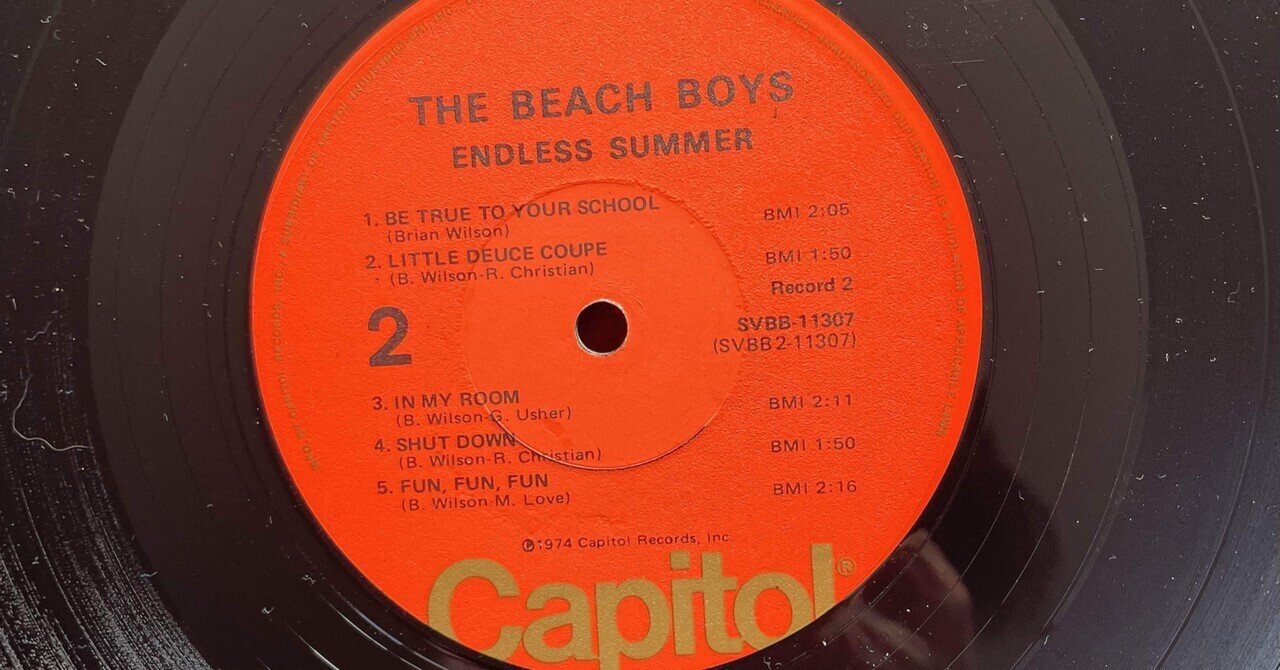 THE BEACH BOYS
ENDLESS SUMMER
1. BE TRUE TO YOUR SCHOOL BMI 2:05
(Brian Wilson)
2. LITTLE DEUCE COUPE BMI 1:50
(B. Wilson-R. Christian)
Record 2
2
SVBB-11307
(SVBB2-11307)
3. IN MY ROOM BMI 2:11
(B. Wilson-G. Usher)
4. SHUT DOWN BMI 1:50
(B. Wilson-R. Christian)
5. FUN, FUN, FUN BMI 2:16
(B. Wilson-M. Love)
℗1974 Capitol Records, Inc.
Capitol®